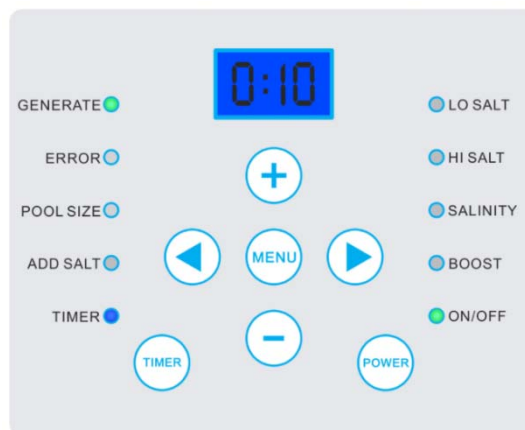 0:10
GENERATE
LO SALT
ERROR
HI SALT
POOL SIZE
SALINITY
ADD SALT
MENU
BOOST
TIMER
ON/OFF
TIMER
POWER